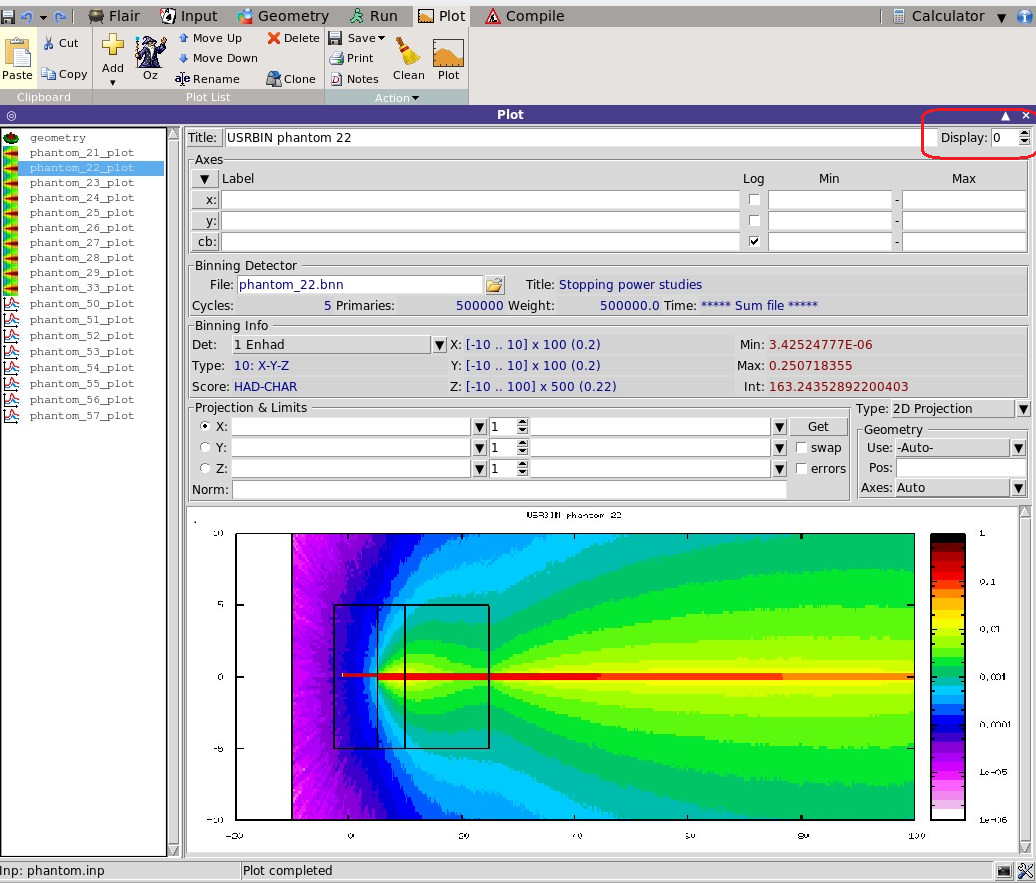 Flair Input Geometry Run Plot Compile Calculator
Paste Cut Copy
Clipboard
Add Oz Move Up Move Down Rename Delete Clone
Plot List
Save Print Notes Clean Plot
Action
Plot
geometry
phantom_21_plot
phantom_22_plot
phantom_23_plot
phantom_24_plot
phantom_25_plot
phantom_26_plot
phantom_27_plot
phantom_28_plot
phantom_29_plot
phantom_33_plot
phantom_50_plot
phantom_51_plot
phantom_52_plot
phantom_53_plot
phantom_54_plot
phantom_55_plot
phantom_56_plot
phantom_57_plot
Title: USRBIN phantom 22 Display: 0
Axes
Label Log Min Max
x: -
y: -
cb: -
Binning Detector
File: phantom_22.bnn Title: Stopping power studies
Cycles: 5 Primaries: 500000 Weight: 500000.0 Time: ***** Sum file *****
Binning Info
Det: 1 Enhad X: [-10 .. 10] x 100 (0.2) Min: 3.42524777E-06
Type: 10: X-Y-Z Y: [-10 .. 10] x 100 (0.2) Max: 0.250718355
Score: HAD-CHAR Z: [-10 .. 100] x 500 (0.22) Int: 163.24352892200403
Projection & Limits Type: 2D Projection
X: 1 Get
Y: 1 swap
Z: 1 errors
Norm:
Geometry
Use: -Auto-
Pos:
Axes: Auto
USRBIN phantom 22
10
5
0
-5
-10
-20 0 20 40 60 80 100
1
0.1
0.01
0.001
0.0001
1e-05
1e-06
Inp: phantom.inp Plot completed